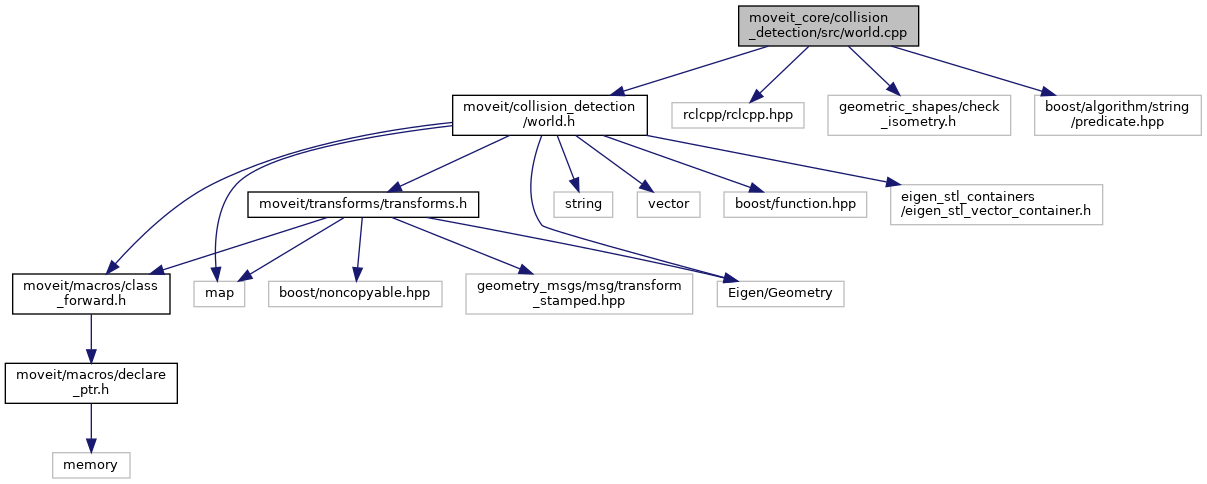 moveit_core/collision
_detection/src/world.cpp
moveit/collision_detection
/world.h
rclcpp/rclcpp.hpp
geometric_shapes/check
_isometry.h
boost/algorithm/string
/predicate.hpp
moveit/transforms/transforms.h
string
vector
boost/function.hpp
eigen_stl_containers
/eigen_stl_vector_container.h
moveit/macros/class
_forward.h
map
boost/noncopyable.hpp
geometry_msgs/msg/transform
_stamped.hpp
Eigen/Geometry
moveit/macros/declare
_ptr.h
memory